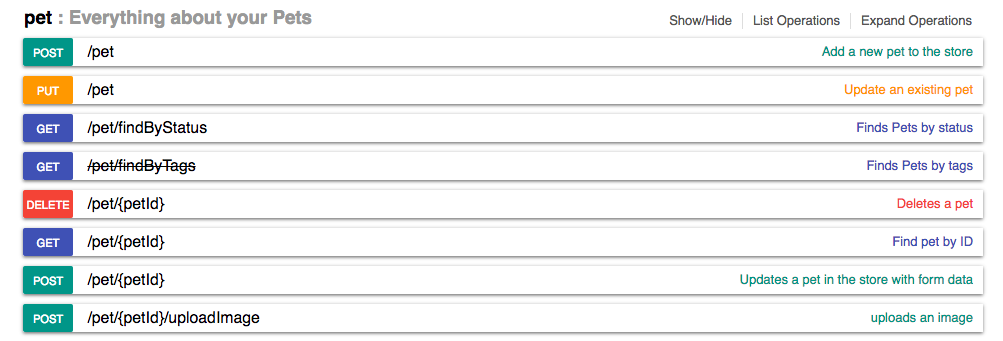 pet : Everything about your Pets Show/Hide List Operations Expand Operations
POST /pet Add a new pet to the store
PUT /pet Update an existing pet
GET /pet/findByStatus Finds Pets by status
GET /pet/findByTags Finds Pets by tags
DELETE /pet/{petId} Deletes a pet
GET /pet/{petId} Find pet by ID
POST /pet/{petId} Updates a pet in the store with form data
POST /pet/{petId}/uploadImage uploads an image